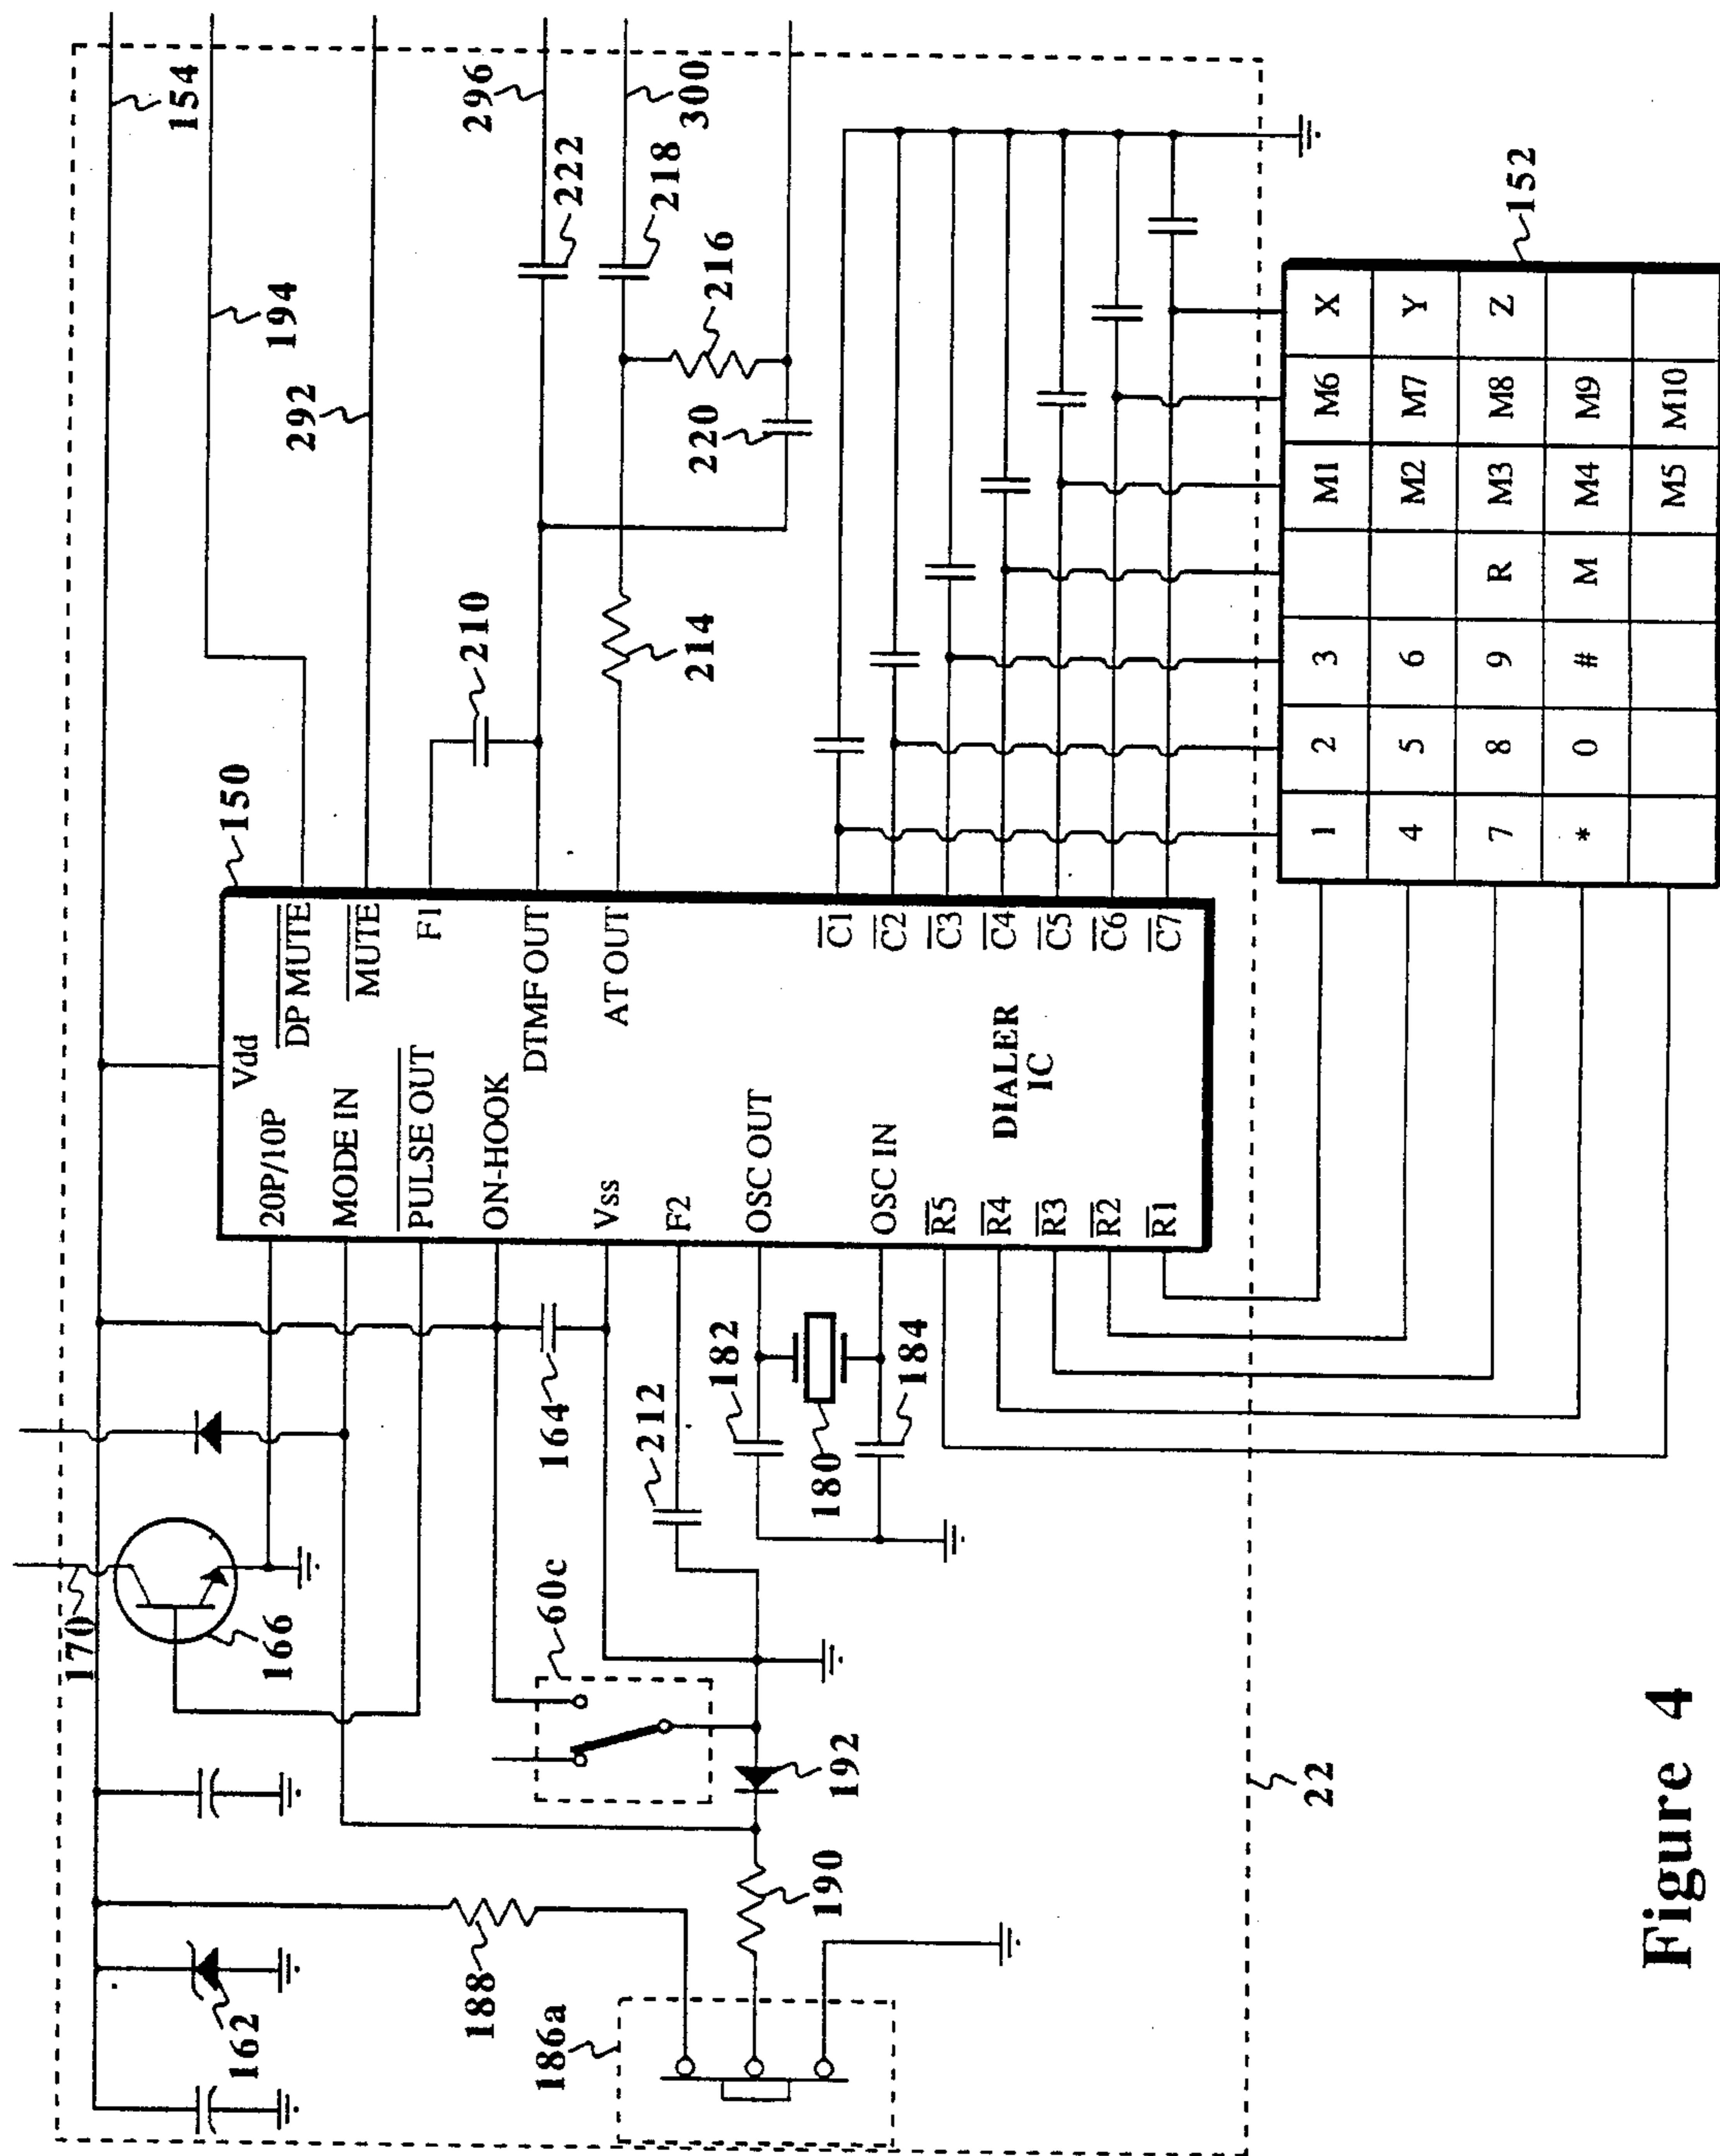 154
194
292
296
300
222
218
216
220
210
214
150
170
166
162
188
186a
190
192
60c
164
212
182
180
184
Vdd
20P/10P
DP MUTE
MODE IN
MUTE
PULSE OUT
F1
ON-HOOK
DTMF OUT
Vss
AT OUT
F2
OSC OUT
OSC IN
DIALER
IC
R5
R4
R3
R2
R1
C1
C2
C3
C4
C5
C6
C7
152
1 2 3 M1 M6 X
4 5 6 M2 M7 Y
7 8 9 R M3 M8 Z
* 0 # M M4 M9
M5 M10
22
Figure 4